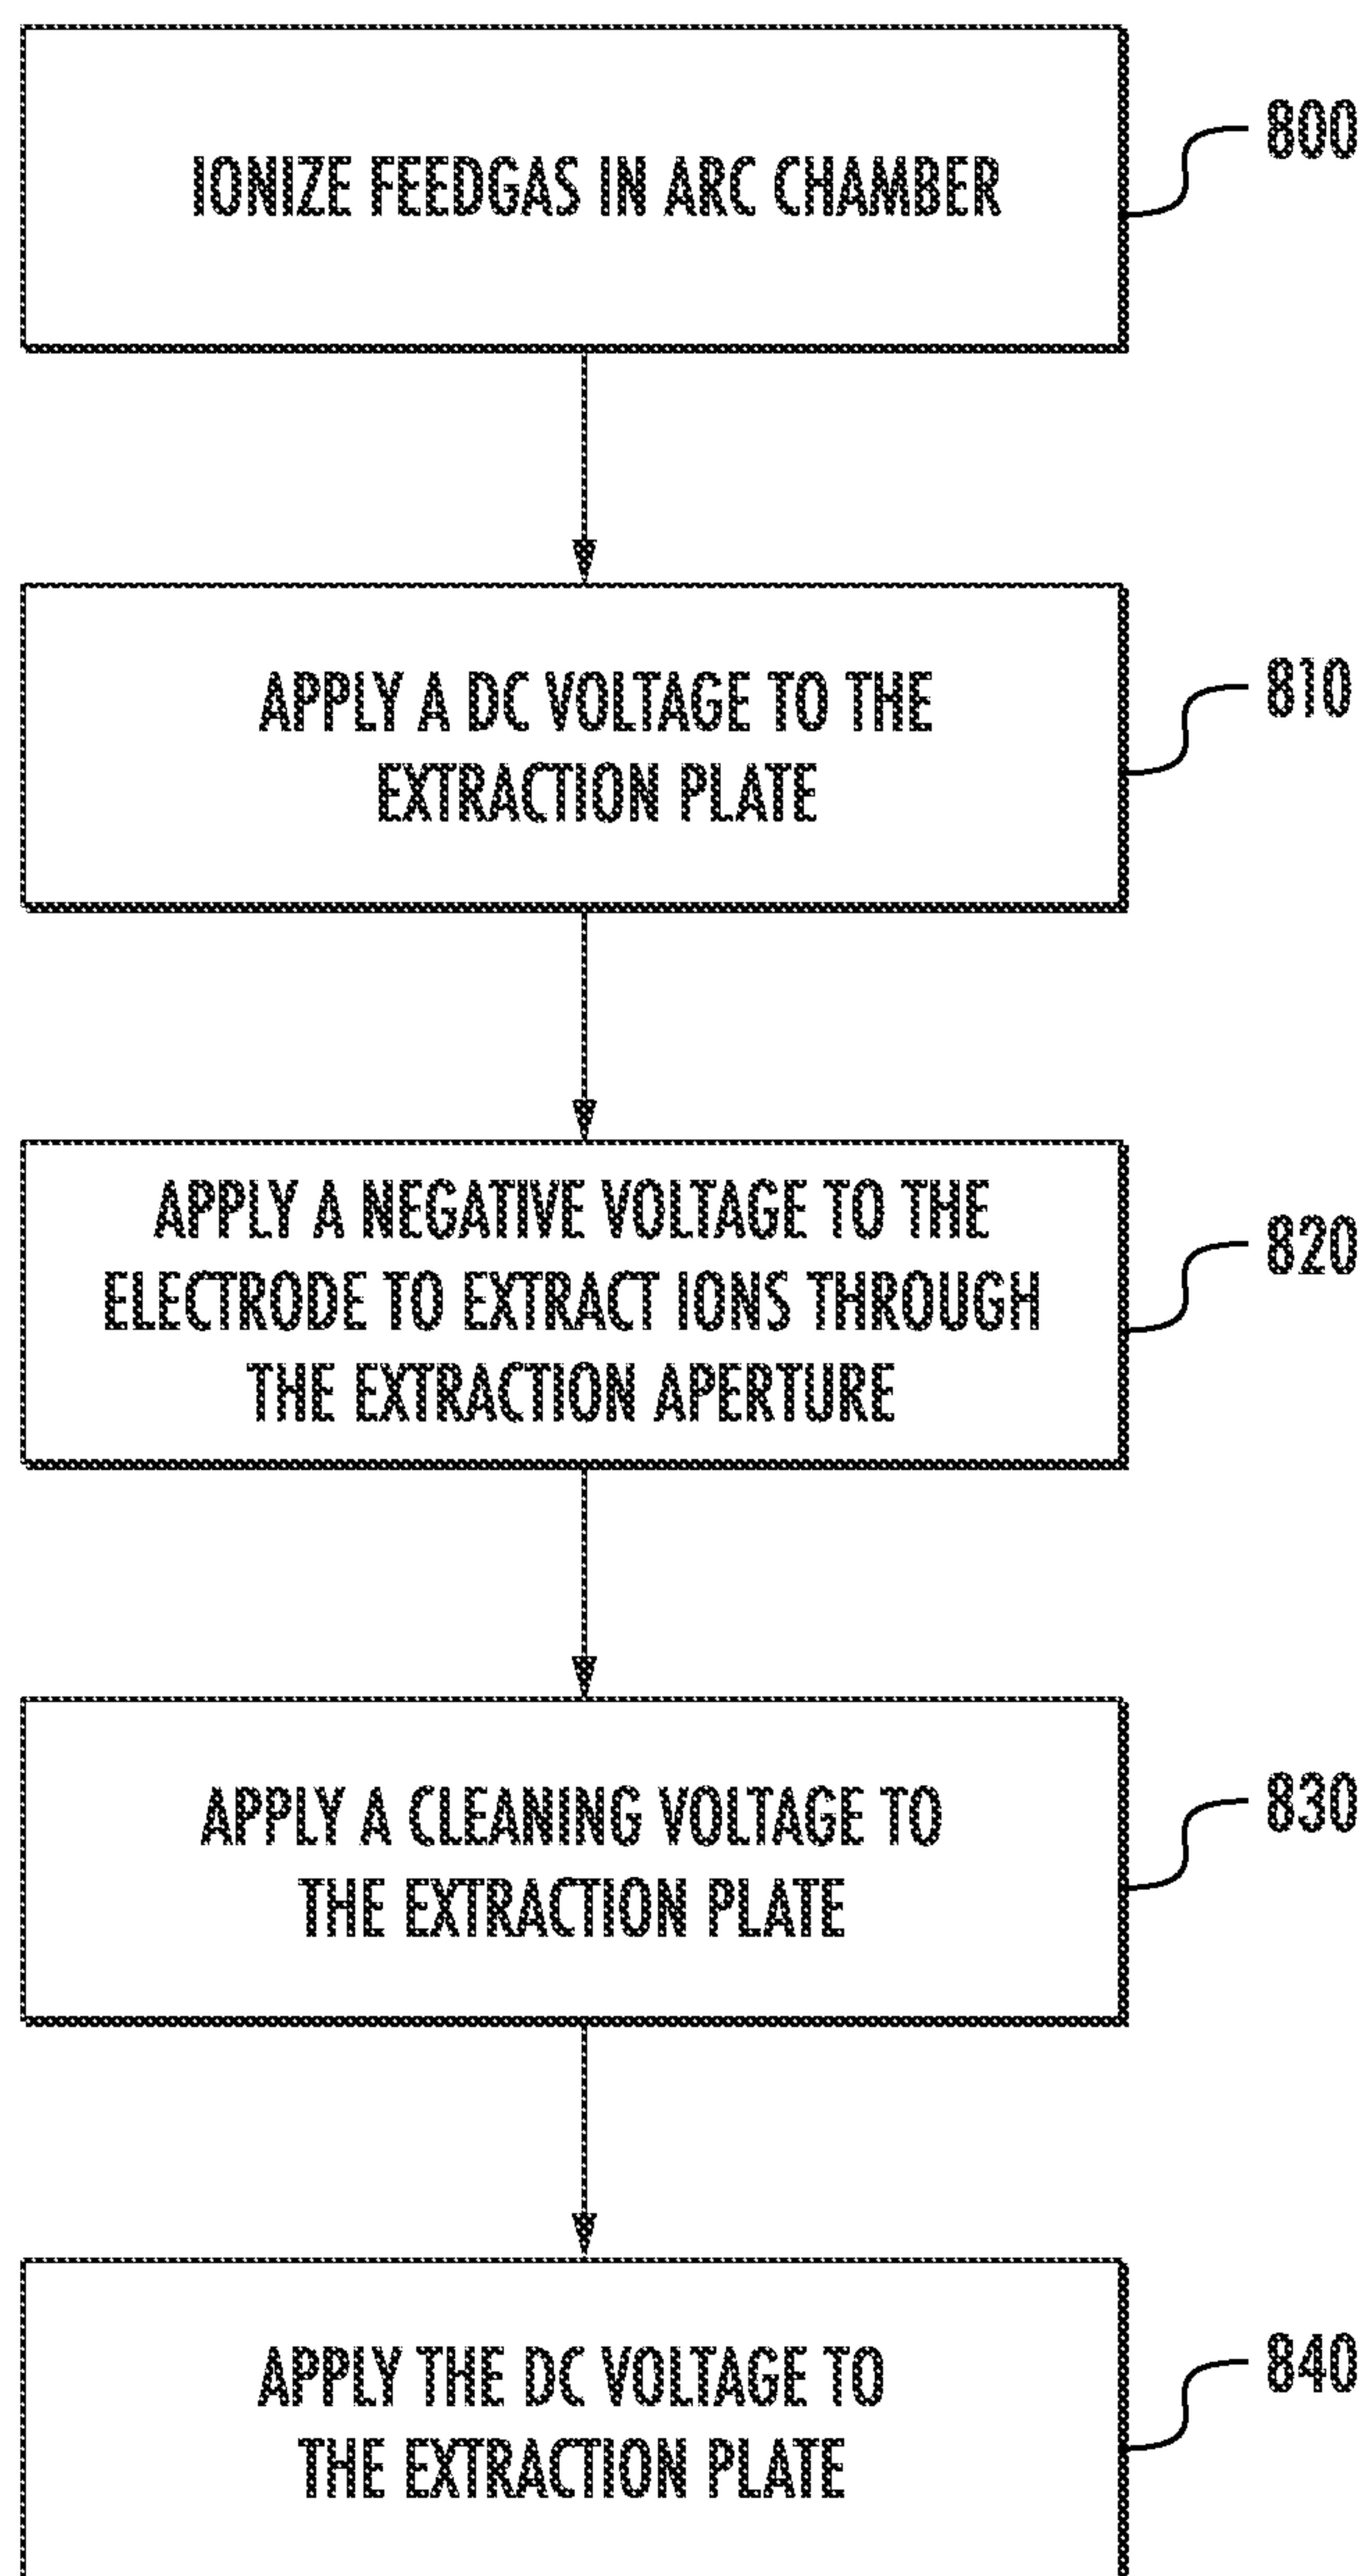 IONIZE FEEDGAS IN ARC CHAMBER
800
APPLY A DC VOLTAGE TO THE
EXTRACTION PLATE
810
APPLY A NEGATIVE VOLTAGE TO THE
ELECTRODE TO EXTRACT IONS THROUGH
THE EXTRACTION APERTURE
820
APPLY A CLEANING VOLTAGE TO
THE EXTRACTION PLATE
830
APPLY THE DC VOLTAGE TO
THE EXTRACTION PLATE
840